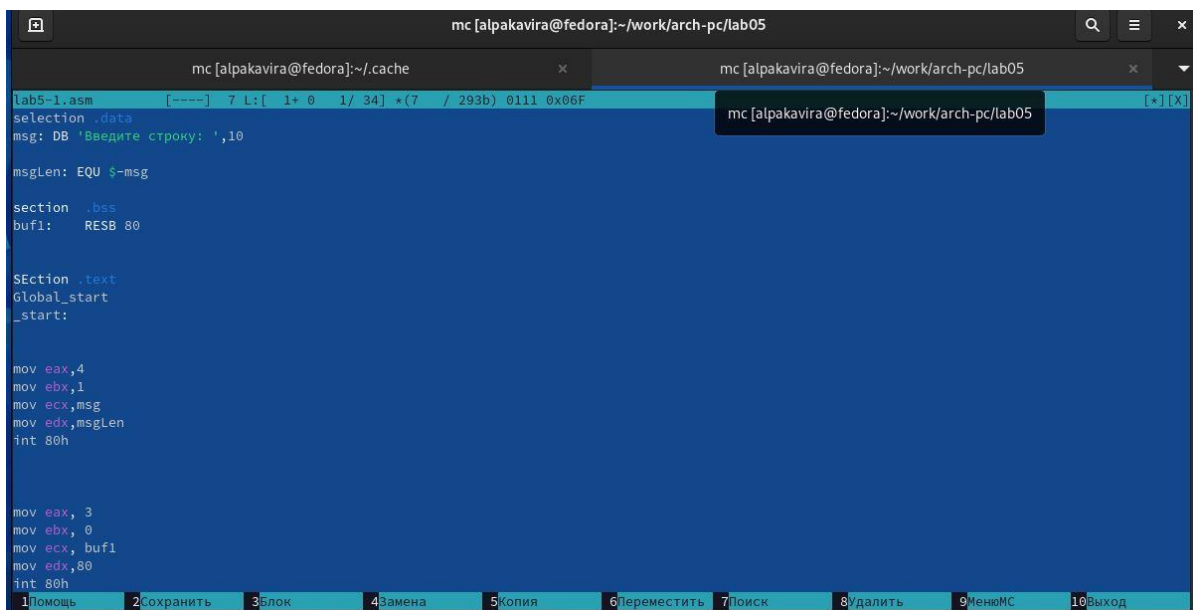 mc [alpakavira@fedora]:~/work/arch-pc/lab05
mc [alpakavira@fedora]:~/.cache
mc [alpakavira@fedora]:~/work/arch-pc/lab05
lab5-1.asm [----] 7 L:[ 1+ 0 1/ 34] *(7 / 293b) 0111 0x06F [*][X]
mc [alpakavira@fedora]:~/work/arch-pc/lab05
selection .data
msg: DB 'Введите строку: ',10
msgLen: EQU $-msg
section .bss
buf1: RESB 80
SEction .text
Global_start
_start:
mov eax,4
mov ebx,1
mov ecx,msg
mov edx,msgLen
int 80h
mov eax, 3
mov ebx, 0
mov ecx, buf1
mov edx,80
int 80h
1Помощь 2Сохранить 3Блок 4Замена 5Копия 6Переместить 7Поиск 8Удалить 9МенюМС 10Выход